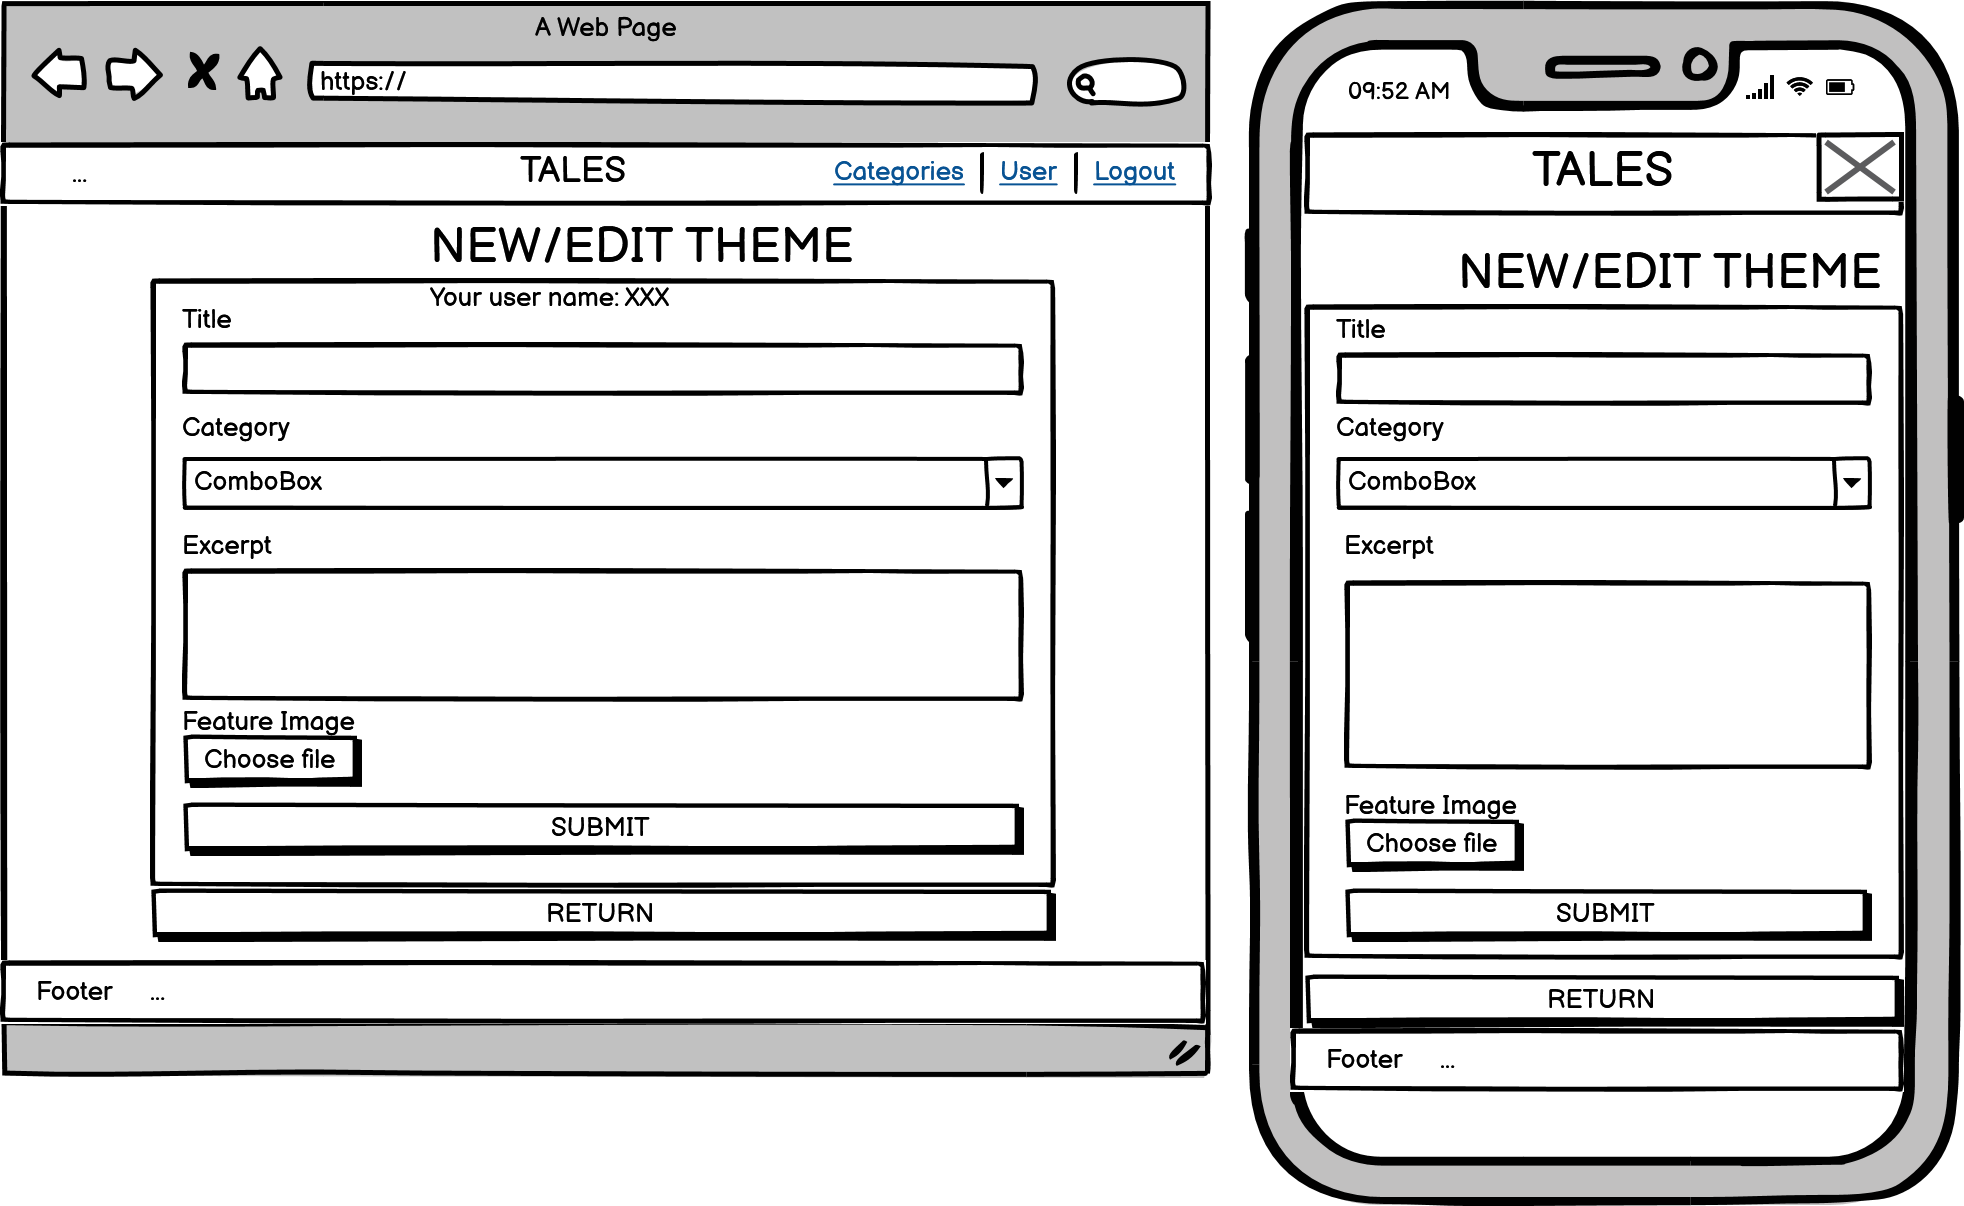 A Web Page
https://
... TALES Categories User Logout
NEW/EDIT THEME
Your user name: XXX
Title
Category
ComboBox
Excerpt
Feature Image
Choose file
SUBMIT
RETURN
Footer ...
09:52 AM
TALES
NEW/EDIT THEME
Title
Category
ComboBox
Excerpt
Feature Image
Choose file
SUBMIT
RETURN
Footer ...